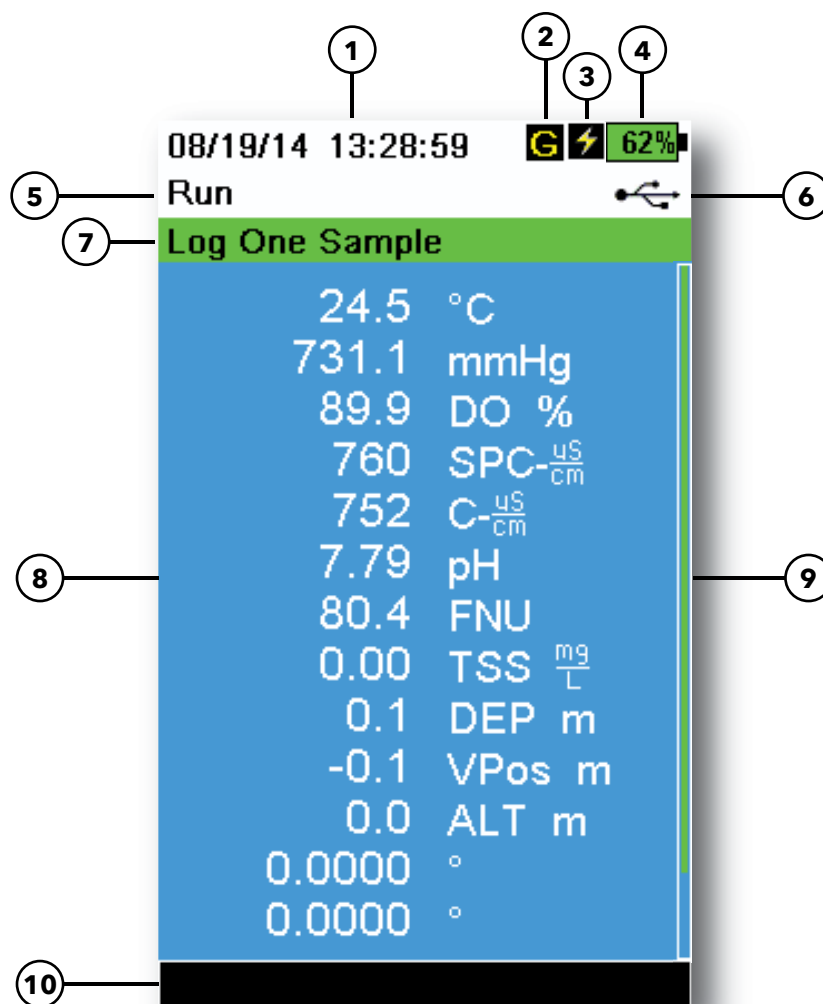 1 2 3 4
08/19/14 13:28:59 G 62%
5 Run 6
7 Log One Sample
24.5 °C
731.1 mmHg
89.9 DO %
760 SPC-uS/cm
752 C-uS/cm
8 7.79 pH 9
80.4 FNU
0.00 TSS mg/L
0.1 DEP m
-0.1 VPos m
0.0 ALT m
0.0000 °
0.0000 °
10